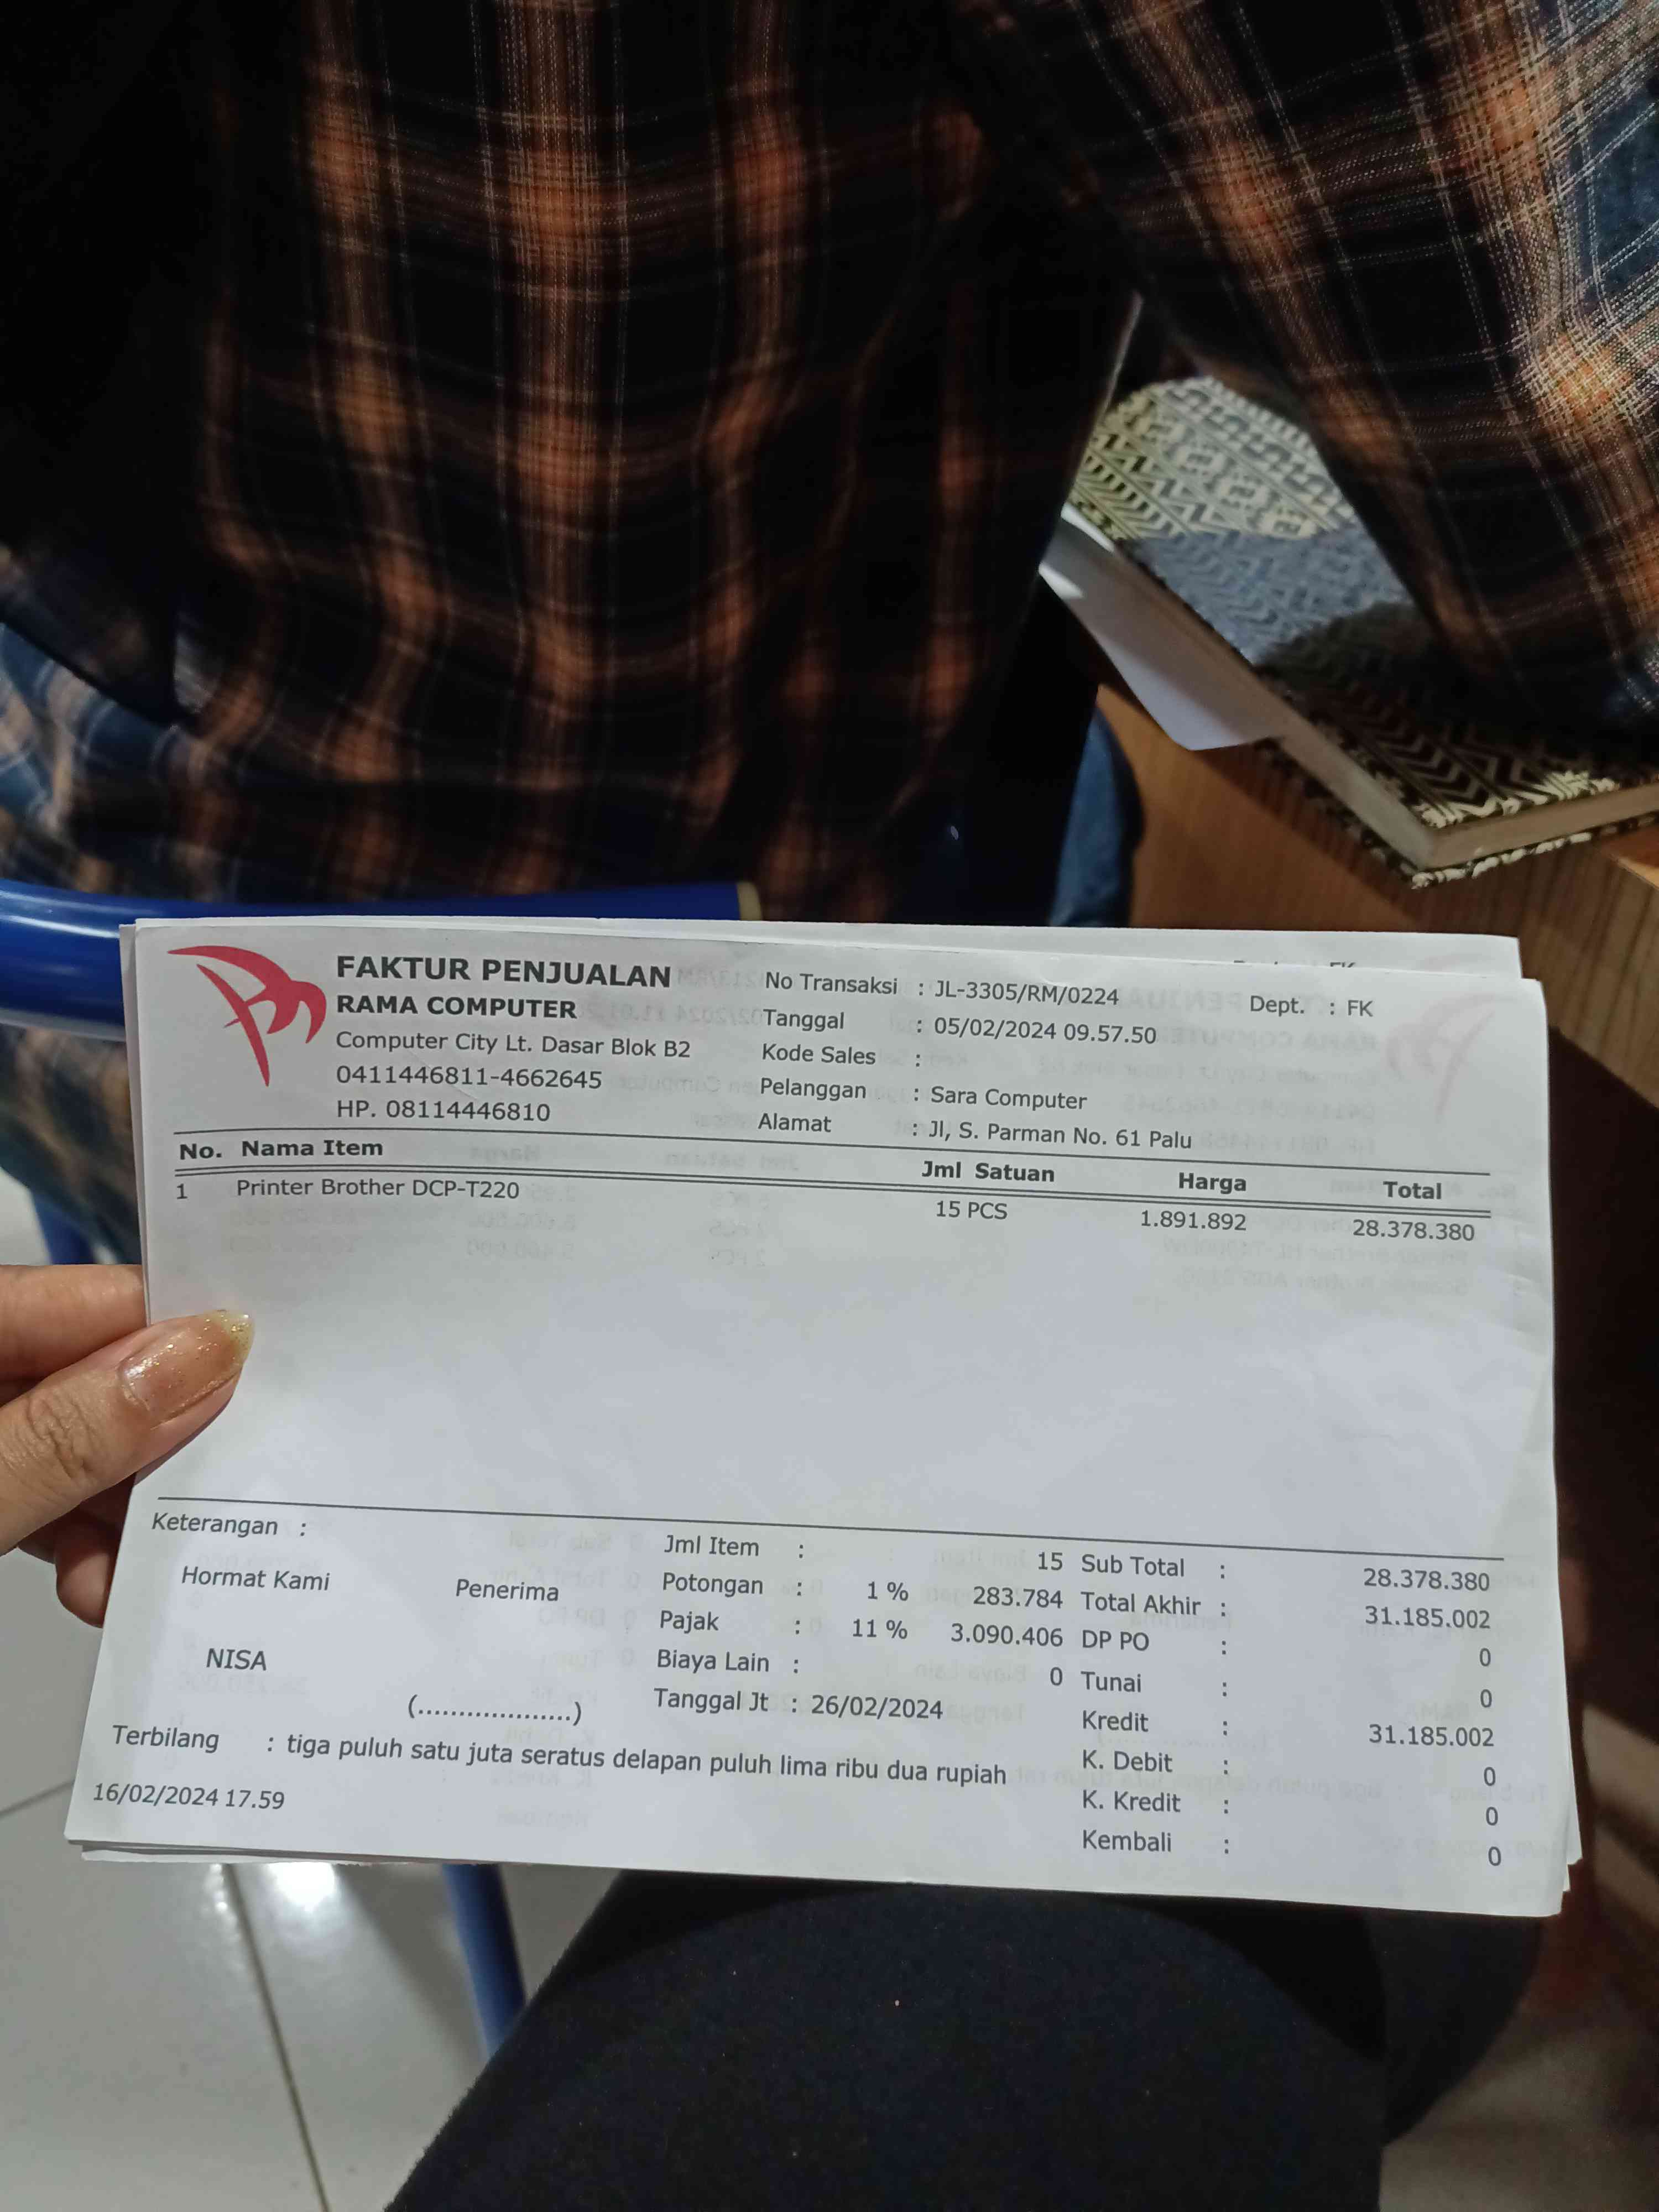 FAKTUR PENJUALAN
RAMA COMPUTER
Computer City Lt. Dasar Blok B2
0411446811-4662645
HP. 08114446810
No Transaksi : JL-3305/RM/0224 Dept. : FK
Tanggal : 05/02/2024 09.57.50
Kode Sales :
Pelanggan : Sara Computer
Alamat : Jl, S. Parman No. 61 Palu
No. Nama Item Jml Satuan Harga Total
1 Printer Brother DCP-T220 15 PCS 1.891.892 28.378.380
Keterangan :
Hormat Kami Penerima
NISA
(...................)
Jml Item : 15
Potongan : 1 % 283.784
Pajak : 11 % 3.090.406
Biaya Lain : 0
Tanggal Jt : 26/02/2024
Sub Total : 28.378.380
Total Akhir : 31.185.002
DP PO : 0
Tunai : 0
Kredit : 31.185.002
K. Debit : 0
K. Kredit : 0
Kembali : 0
Terbilang : tiga puluh satu juta seratus delapan puluh lima ribu dua rupiah
16/02/2024 17.59